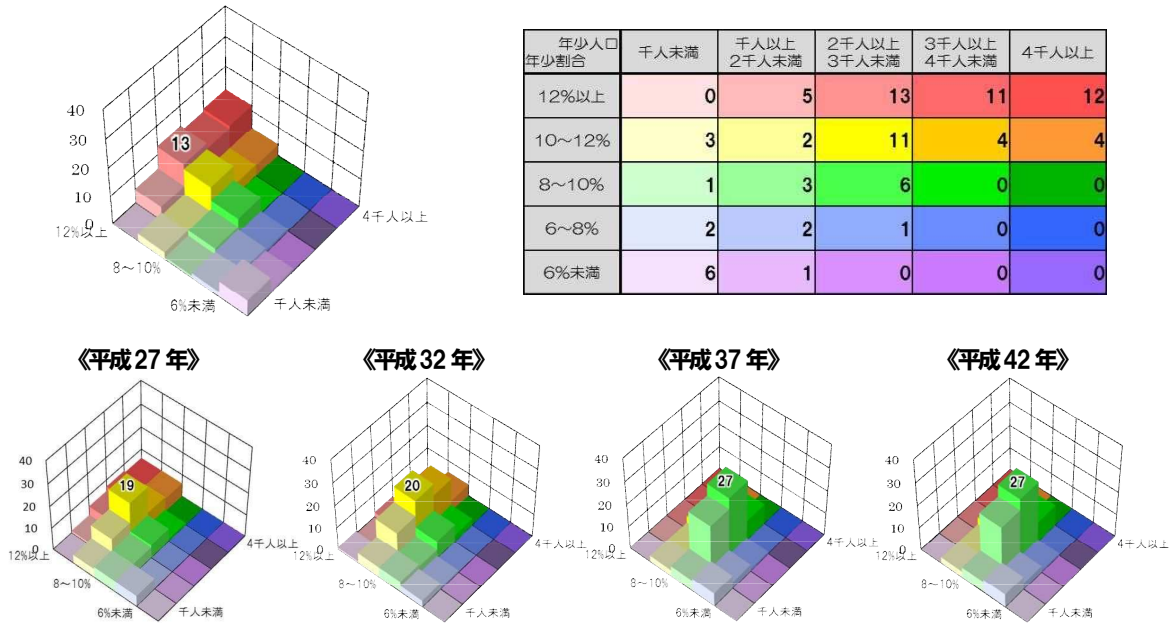 40
30
20
10
0
13
12%以上
8～10%
6%未満
千人未満
4千人以上
年少人口
年少割合
千人未満
千人以上
2千人未満
2千人以上
3千人未満
3千人以上
4千人未満
4千人以上
12%以上 0 5 13 11 12
10～12% 3 2 11 4 4
8～10% 1 3 6 0 0
6～8% 2 2 1 0 0
6%未満 6 1 0 0 0
《平成27年》
40
30
20
10
0
19
12%以上
8～10%
6%未満
千人未満
4千人以上
《平成32年》
40
30
20
10
0
20
12%以上
8～10%
6%未満
千人未満
4千人以上
《平成37年》
40
30
20
10
0
27
12%以上
8～10%
6%未満
千人未満
4千人以上
《平成42年》
40
30
20
10
0
27
12%以上
8～10%
6%未満
千人未満
4千人以上